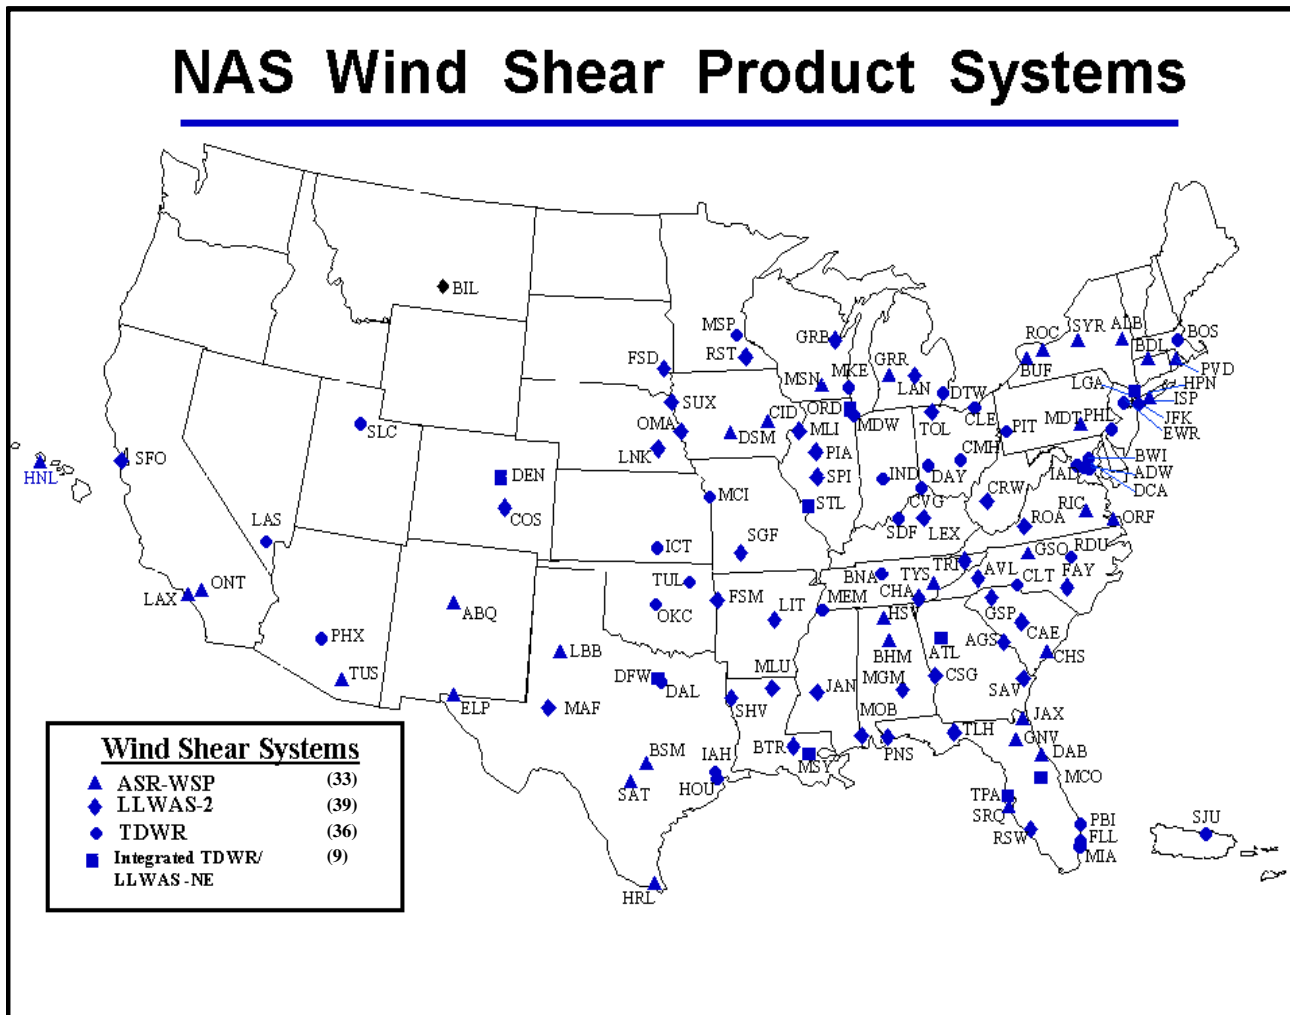 NAS Wind Shear Product Systems
BIL
MSP
GRB
ROC
SYR
ALB
BOS
FSD
RST
MSN
MKE
GRR
LAN
BUF
BDL
PVD
DTW
LGA
HPN
ISP
JFK
EWR
SUX
CID
ORD
MDW
TOL
CLE
PIT
MDT
PHL
OMA
DSM
MLI
SLC
LNK
PIA
SPI
IND
DAY
CMH
BWI
ADW
DCA
IAD
SFO
HNL
DEN
COS
MCI
STL
CVG
CRW
RIC
ORF
ROA
LAS
ICT
SGF
SDF
LEX
GSO
RDU
TRI
AVL
CLT
FAY
TUL
BNA
TYS
CHA
LAX
ONT
ABQ
OKC
FSM
LIT
MEM
HSV
GSP
CAE
AGS
CHS
PHX
TUS
LBB
BHM
ATL
DFW
DAL
MLU
MGM
CSG
SAV
ELP
MAF
SHV
JAN
MOB
JAX
GNV
TLH
PNS
DAB
BSM
IAH
BTR
MSY
MCO
SAT
HOU
TPA
SRQ
RSW
PBI
FLL
MIA
SJU
HRL
Wind Shear Systems
ASR-WSP (33)
LLWAS-2 (39)
TDWR (36)
Integrated TDWR/ (9)
LLWAS -NE